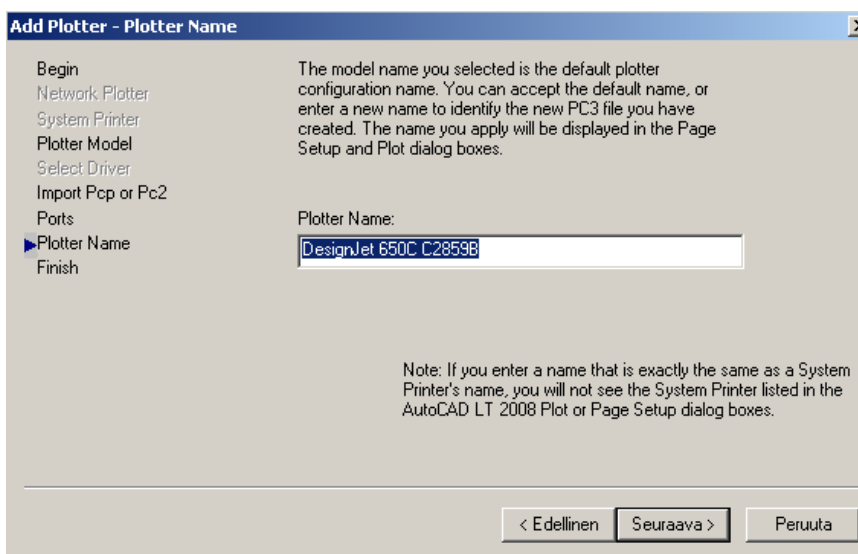 Add Plotter - Plotter Name
Begin
Network Plotter
System Printer
Plotter Model
Select Driver
Import Pcp or Pc2
Ports
Plotter Name
Finish
The model name you selected is the default plotter
configuration name. You can accept the default name, or
enter a new name to identify the new PC3 file you have
created. The name you apply will be displayed in the Page
Setup and Plot dialog boxes.
Plotter Name:
DesignJet 650C C2859B
Note: If you enter a name that is exactly the same as a System
Printer's name, you will not see the System Printer listed in the
AutoCAD LT 2008 Plot or Page Setup dialog boxes.
< Edellinen
Seuraava >
Peruuta